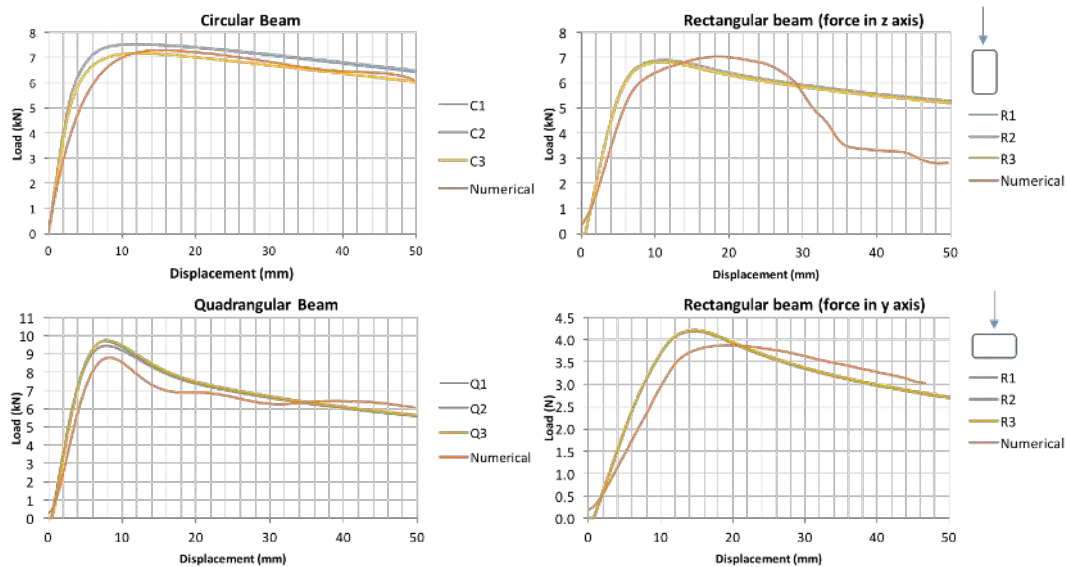 Circular Beam
8
7
6
5
4
3
2
1
0
Load (kN)
0 10 20 30 40 50
Displacement (mm)
C1
C2
C3
Numerical
Rectangular beam (force in z axis)
8
7
6
5
4
3
2
1
0
Load (kN)
0 10 20 30 40 50
Displacement (mm)
R1
R2
R3
Numerical
Quadrangular Beam
11
10
9
8
7
6
5
4
3
2
1
0
Load (kN)
0 10 20 30 40 50
Displacement (mm)
Q1
Q2
Q3
Numerical
Rectangular beam (force in y axis)
4.5
4.0
3.5
3.0
2.5
2.0
1.5
1.0
0.5
0.0
Load (N)
0 10 20 30 40 50
Displacement (mm)
R1
R2
R3
Numerical